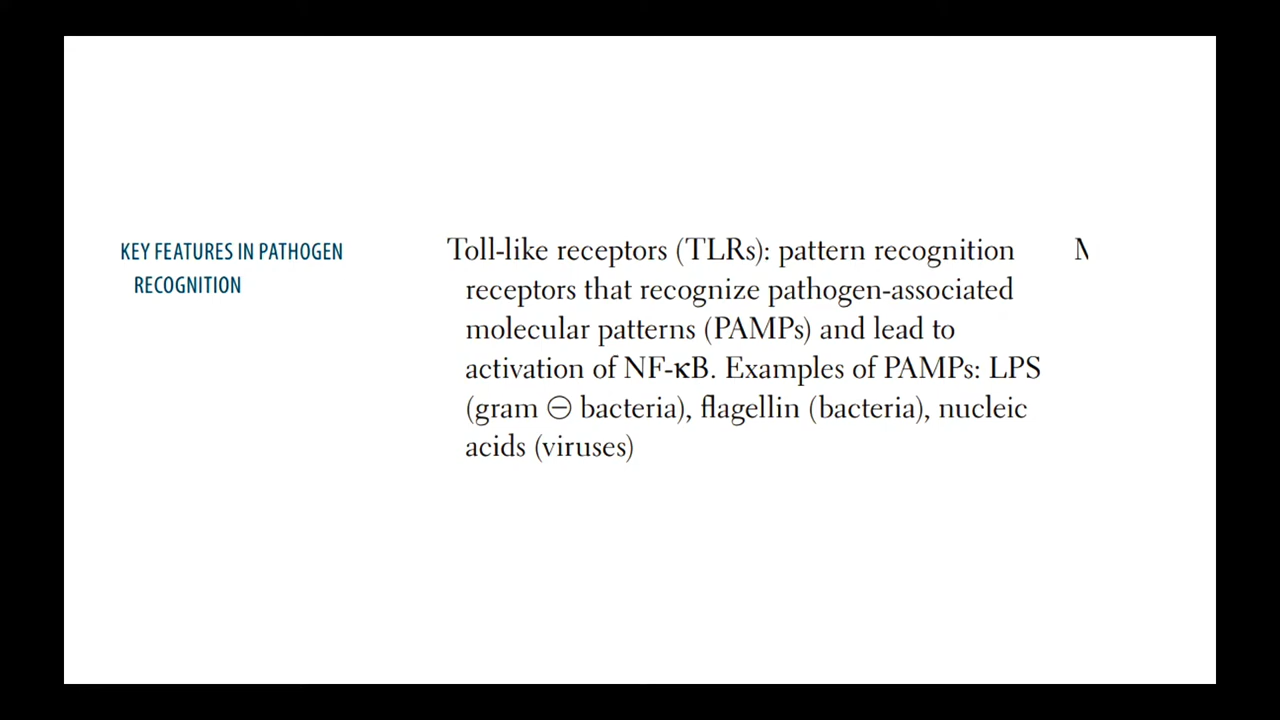 KEY FEATURES IN PATHOGEN
RECOGNITION
Toll-like receptors (TLRs): pattern recognition
receptors that recognize pathogen-associated
molecular patterns (PAMPs) and lead to
activation of NF-κB. Examples of PAMPs: LPS
(gram ⊖ bacteria), flagellin (bacteria), nucleic
acids (viruses)